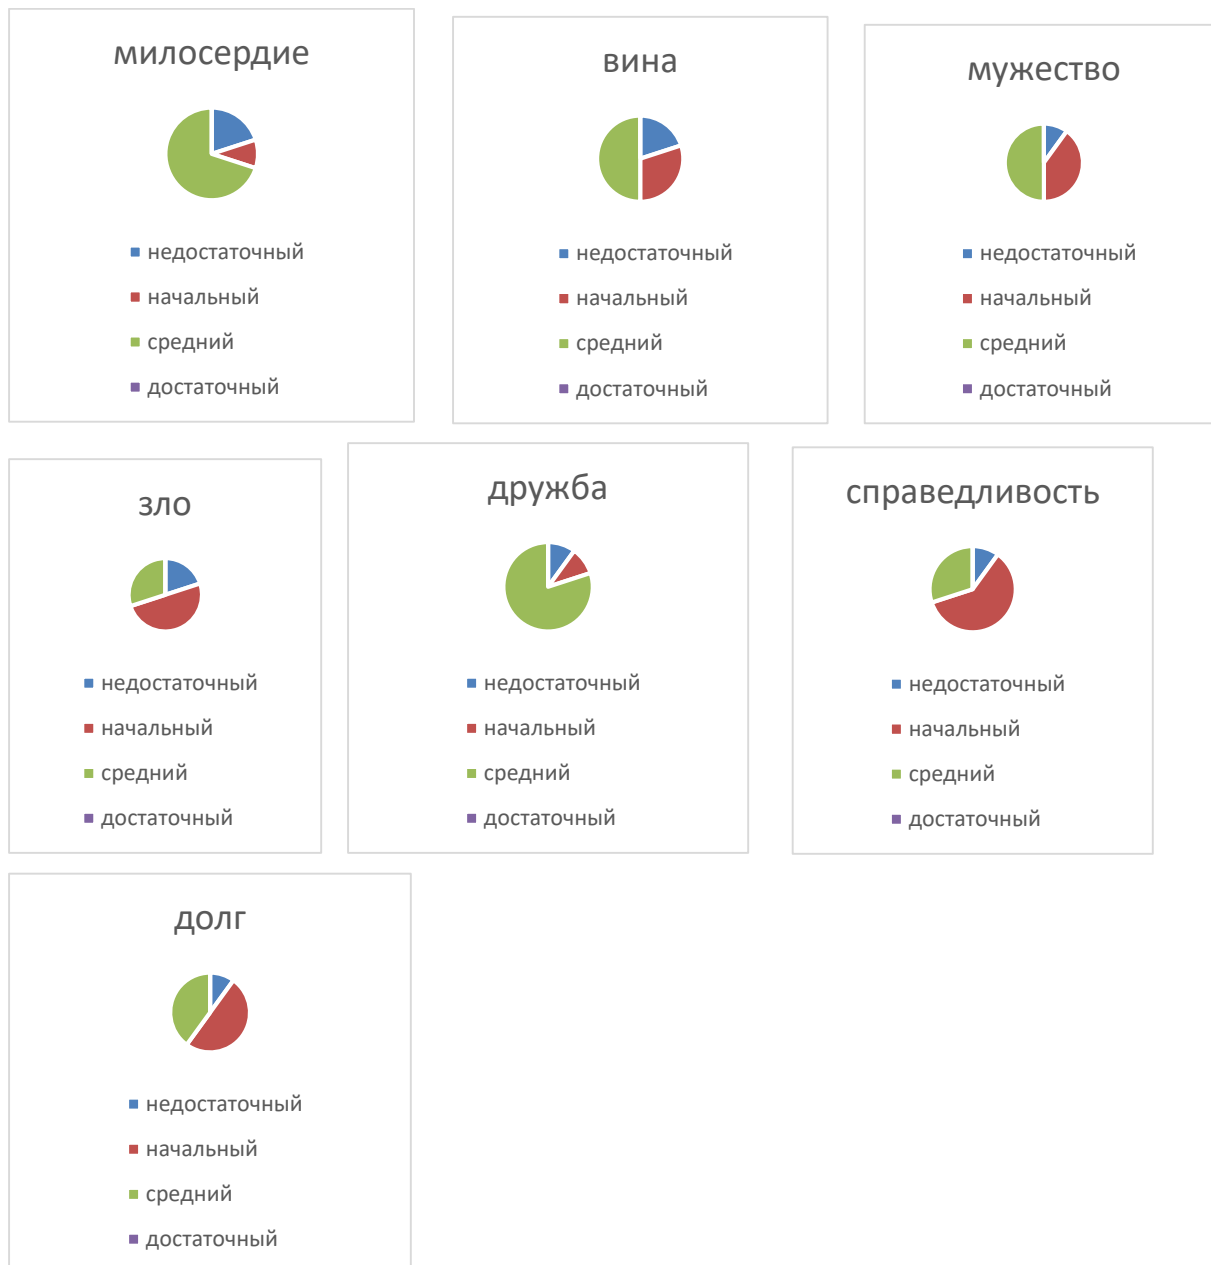 милосердие
недостаточный
начальный
средний
достаточный
вина
недостаточный
начальный
средний
достаточный
мужество
недостаточный
начальный
средний
достаточный
зло
недостаточный
начальный
средний
достаточный
дружба
недостаточный
начальный
средний
достаточный
справедливость
недостаточный
начальный
средний
достаточный
долг
недостаточный
начальный
средний
достаточный